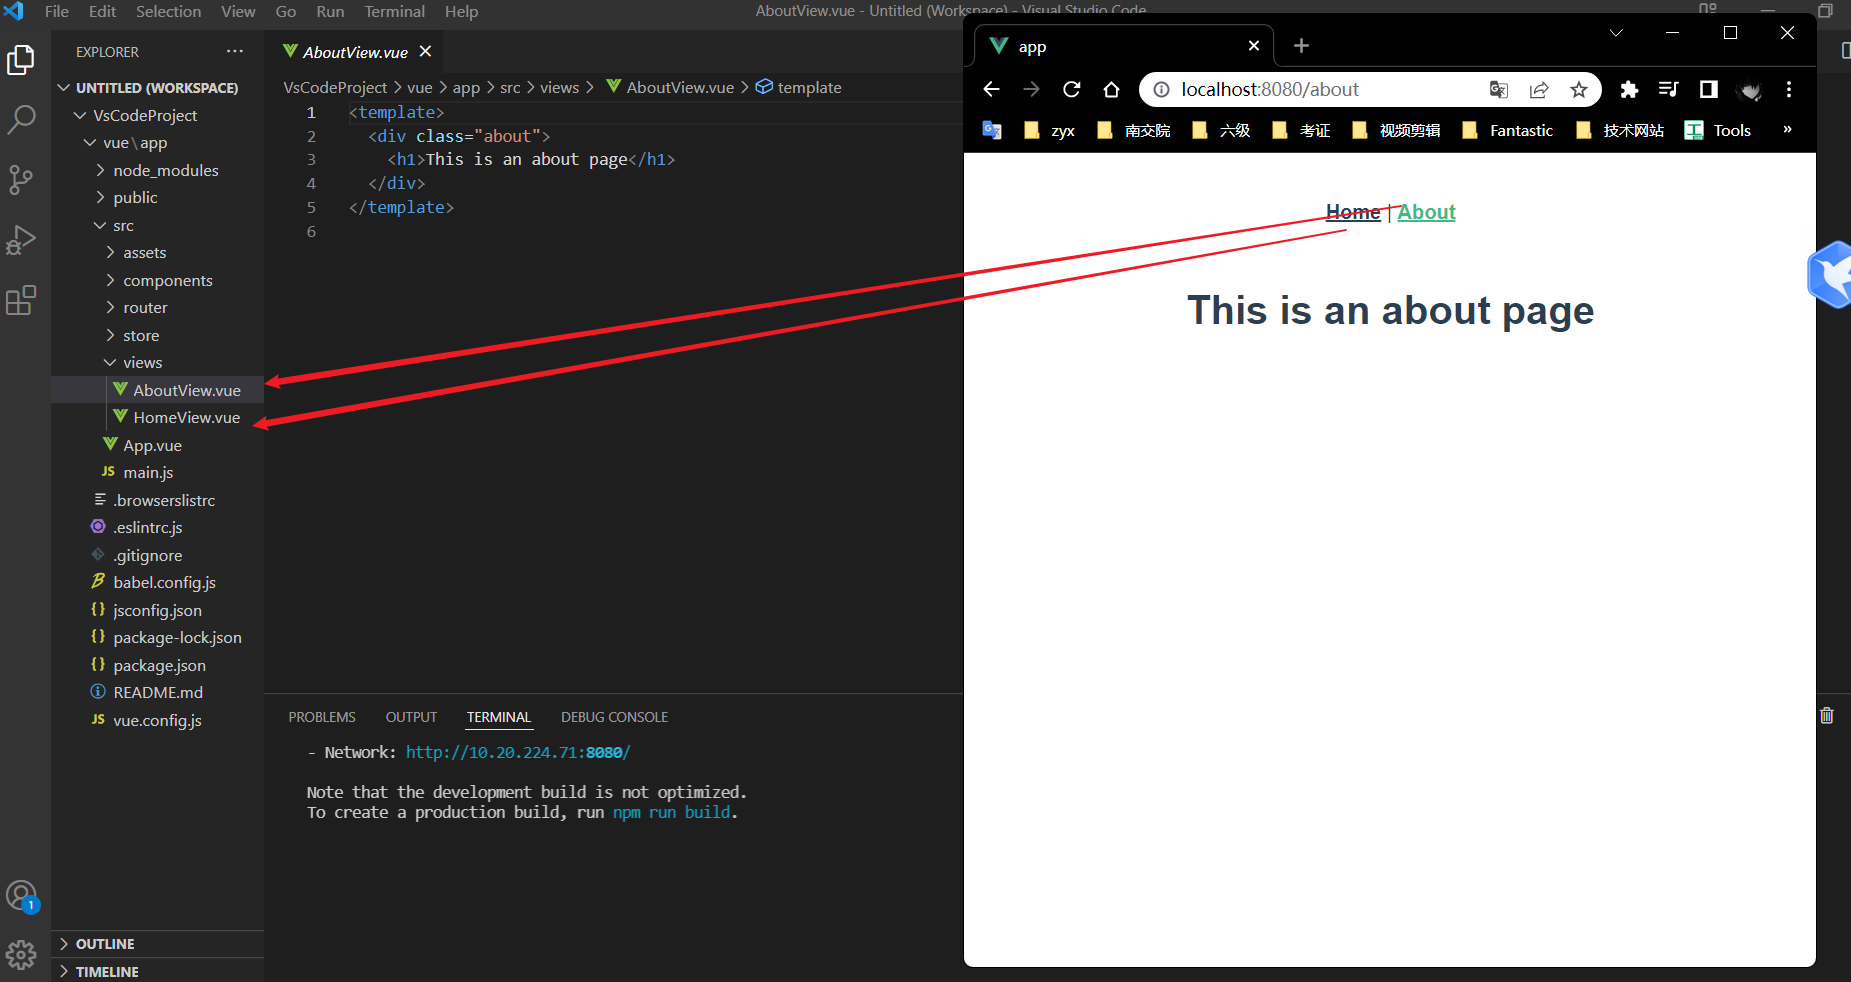 File Edit Selection View Go Run Terminal Help
AboutView.vue - Untitled (Workspace) - Visual Studio Code
EXPLORER
UNTITLED (WORKSPACE)
VsCodeProject
vue\app
node_modules
public
src
assets
components
router
store
views
AboutView.vue
HomeView.vue
App.vue
JS main.js
.browserslistrc
.eslintrc.js
.gitignore
babel.config.js
{} jsconfig.json
{} package-lock.json
{} package.json
README.md
JS vue.config.js
OUTLINE
TIMELINE
1
AboutView.vue
VsCodeProject > vue > app > src > views > AboutView.vue > template
1 <template>
2 <div class="about">
3 <h1>This is an about page</h1>
4 </div>
5 </template>
6
PROBLEMS OUTPUT TERMINAL DEBUG CONSOLE
- Network: http://10.20.224.71:8080/
Note that the development build is not optimized.
To create a production build, run npm run build.
app
localhost:8080/about
zyx 南交院 六级 考证 视频剪辑 Fantastic 技术网站 工 Tools »
Home | About
This is an about page